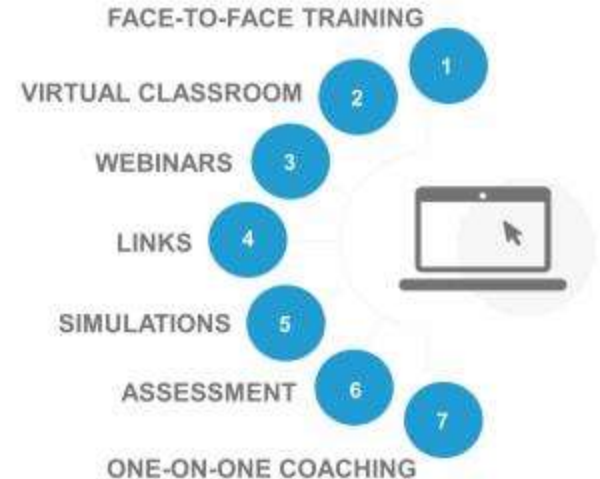 FACE-TO-FACE TRAINING
1
VIRTUAL CLASSROOM
2
WEBINARS
3
LINKS
4
SIMULATIONS
5
ASSESSMENT
6
7
ONE-ON-ONE COACHING